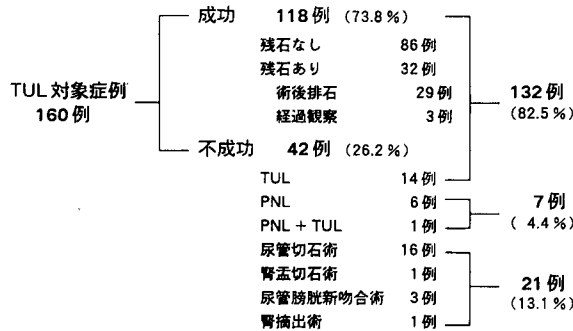 成功 118例 (73.8%)
残石なし 86例
残石あり 32例
術後排石 29例
経過観察 3例
TUL対象症例
160例
132例
(82.5%)
不成功 42例 (26.2%)
TUL 14例
PNL 6例
PNL + TUL 1例
7例
( 4.4%)
尿管切石術 16例
腎盂切石術 1例
尿管膀胱新吻合術 3例
腎摘出術 1例
21例
(13.1%)